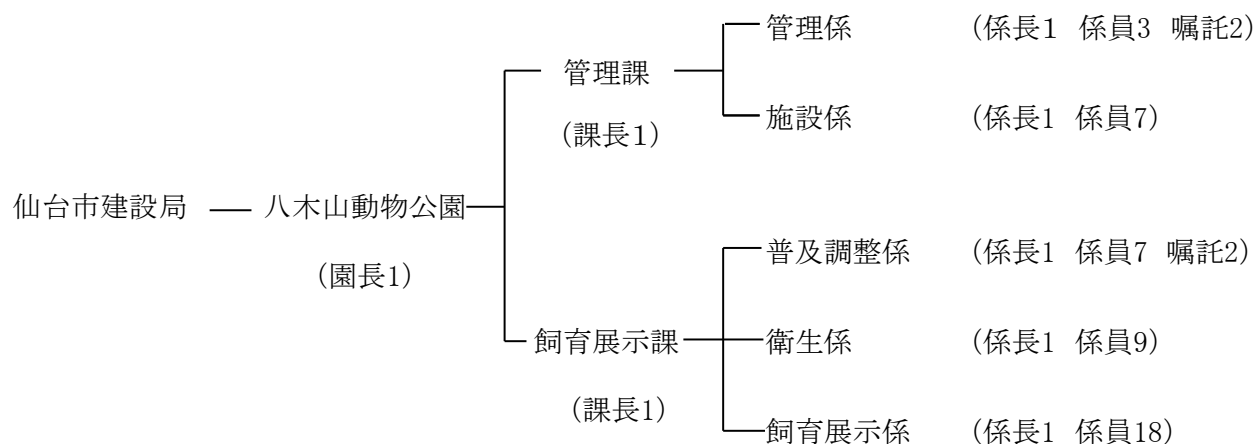 管理係 (係長1 係員3 嘱託2)
管理課
(課長1)
施設係 (係長1 係員7)
仙台市建設局 八木山動物公園
(園長1)
普及調整係 (係長1 係員7 嘱託2)
飼育展示課
(課長1)
衛生係 (係長1 係員9)
飼育展示係 (係長1 係員18)